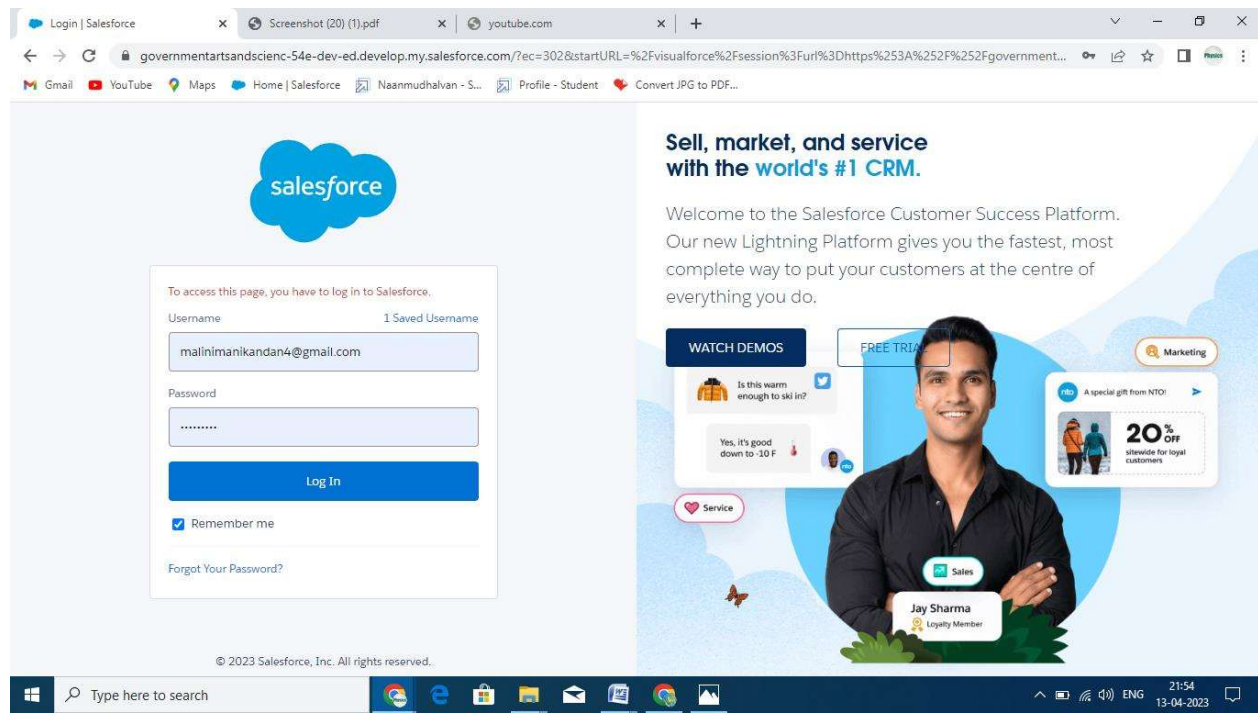 Login | Salesforce
Screenshot (20) (1).pdf
youtube.com
governmentartsandscienc-54e-dev-ed.develop.my.salesforce.com/?ec=302&startURL=%2Fvisualforce%2Fsession%3Furl%3Dhttps%253A%252F%252Fgovernment...
Gmail
YouTube
Maps
Home | Salesforce
Naanmudhalvan - S...
Profile - Student
Convert JPG to PDF...
salesforce
To access this page, you have to log in to Salesforce.
Username
1 Saved Username
malinimanikandan4@gmail.com
Password
Log In
Remember me
Forgot Your Password?
© 2023 Salesforce, Inc. All rights reserved.
Sell, market, and service
with the world's #1 CRM.
Welcome to the Salesforce Customer Success Platform.
Our new Lightning Platform gives you the fastest, most
complete way to put your customers at the centre of
everything you do.
WATCH DEMOS
FREE TRIAL
Is this warm
enough to ski in?
Yes, it's good
down to -10 F
nto
Service
Marketing
nto
A special gift from NTO!
20% OFF
sitewide for loyal
customers
Sales
Jay Sharma
Loyalty Member
Type here to search
ENG
21:54
13-04-2023